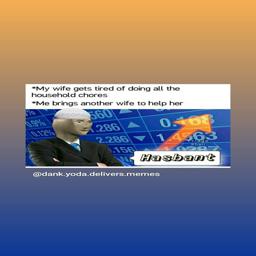 *My wife gets tired of doing all the
household chores
*Me brings another wife to help her
Hasbant
@dank.yoda.delivers.memes